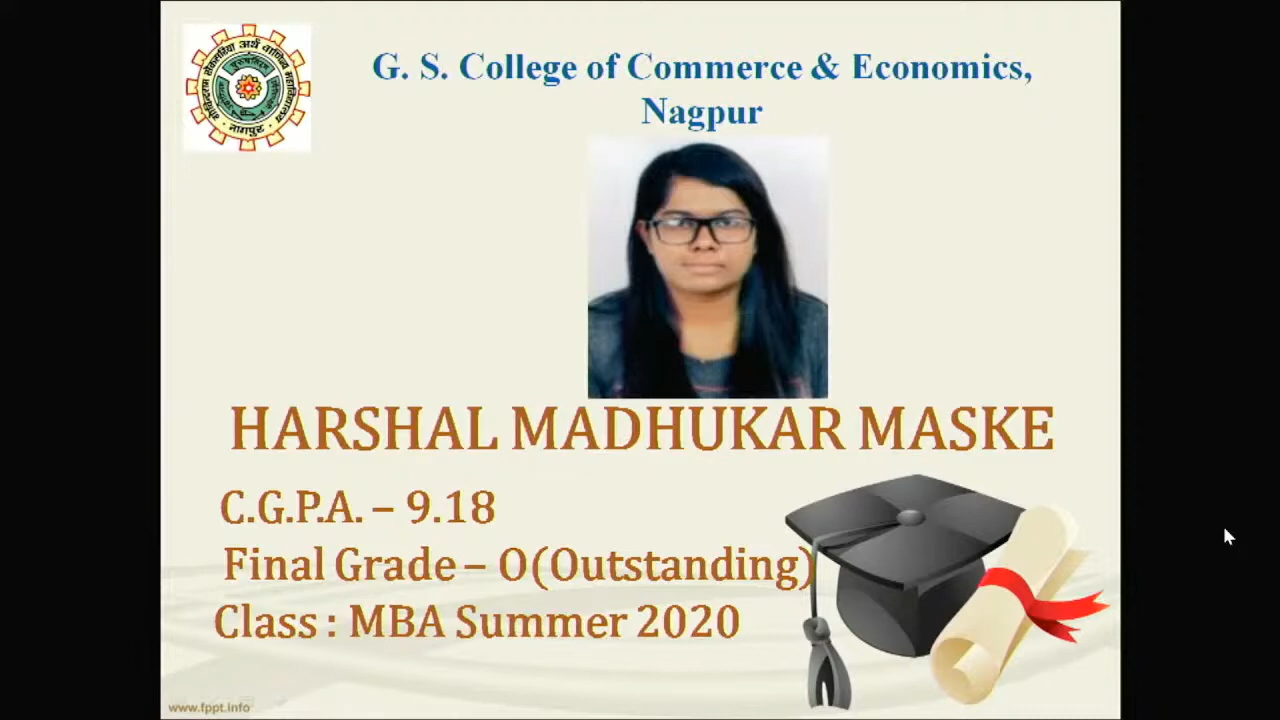 G. S. College of Commerce & Economics,
Nagpur
नागपुर
HARSHAL MADHUKAR MASKE
C.G.P.A. – 9.18
Final Grade – O(Outstanding)
Class : MBA Summer 2020
www.fppt.info